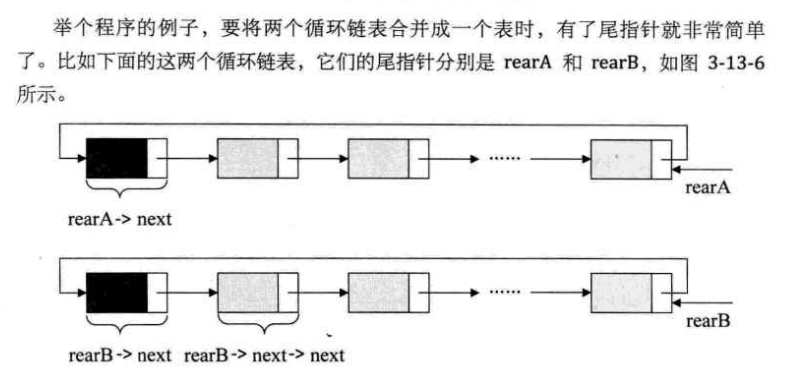 举个程序的例子，要将两个循环链表合并成一个表时，有了尾指针就非常简单
了。比如下面的这两个循环链表，它们的尾指针分别是 rearA 和 rearB，如图 3-13-6
所示。
……
rearA
rearA-> next
……
rearB
rearB-> next rearB-> next-> next